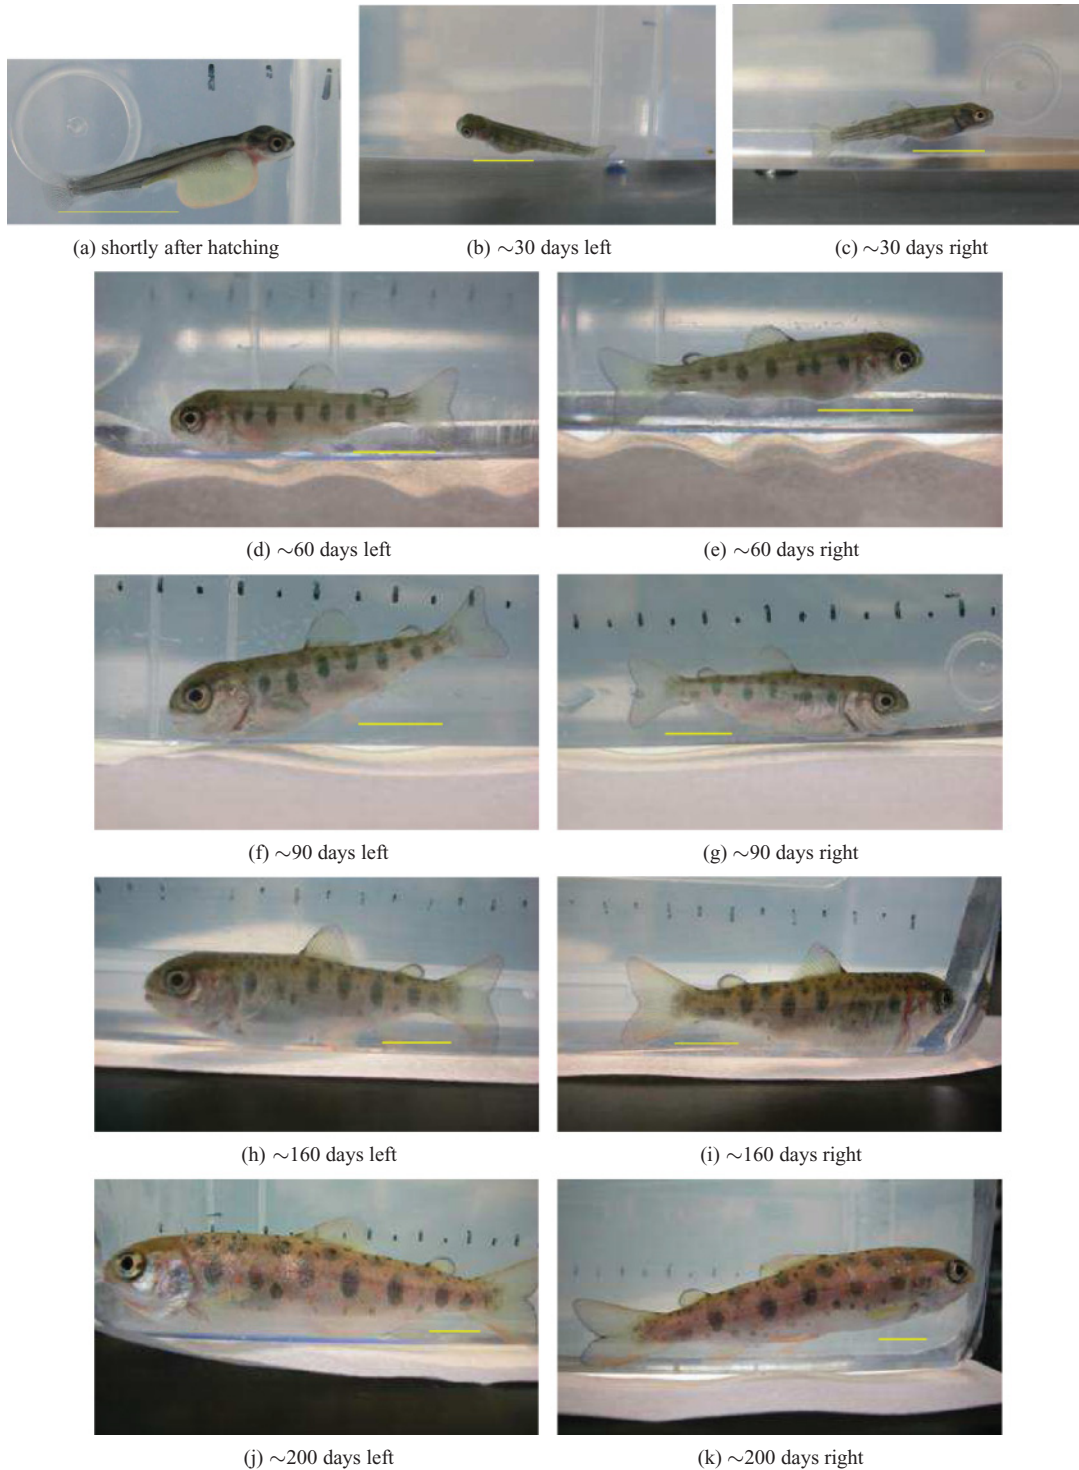 (a) shortly after hatching
(b) ∼30 days left
(c) ∼30 days right
(d) ∼60 days left
(e) ∼60 days right
(f) ∼90 days left
(g) ∼90 days right
(h) ∼160 days left
(i) ∼160 days right
(j) ∼200 days left
(k) ∼200 days right